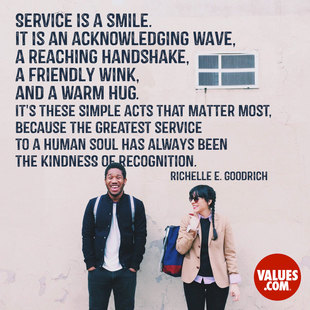 SERVICE IS A SMILE.
IT IS AN ACKNOWLEDGING WAVE,
A REACHING HANDSHAKE,
A FRIENDLY WINK,
AND A WARM HUG.
IT'S THESE SIMPLE ACTS THAT MATTER MOST,
BECAUSE THE GREATEST SERVICE
TO A HUMAN SOUL HAS ALWAYS BEEN
THE KINDNESS OF RECOGNITION.
RICHELLE E. GOODRICH
VALUES
.COM